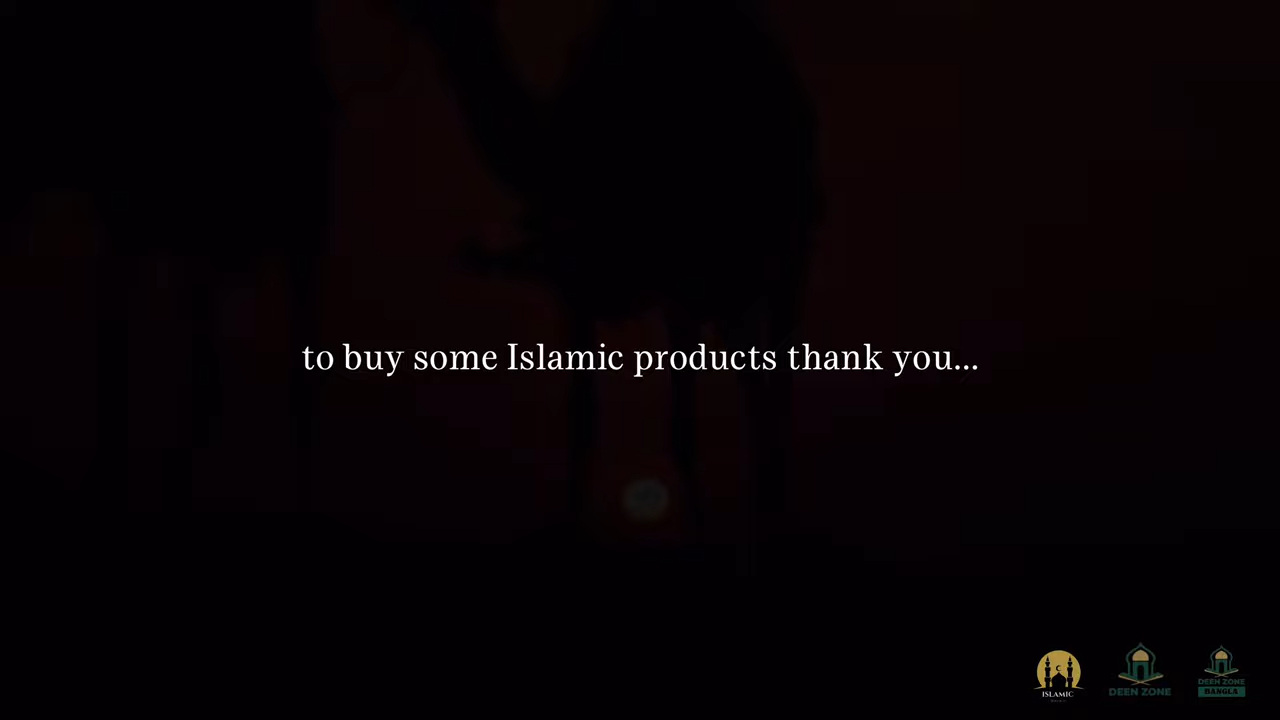 to buy some Islamic products thank you...
ISLAMIC
DEEN ZONE
DEEN ZONE
BANGLA